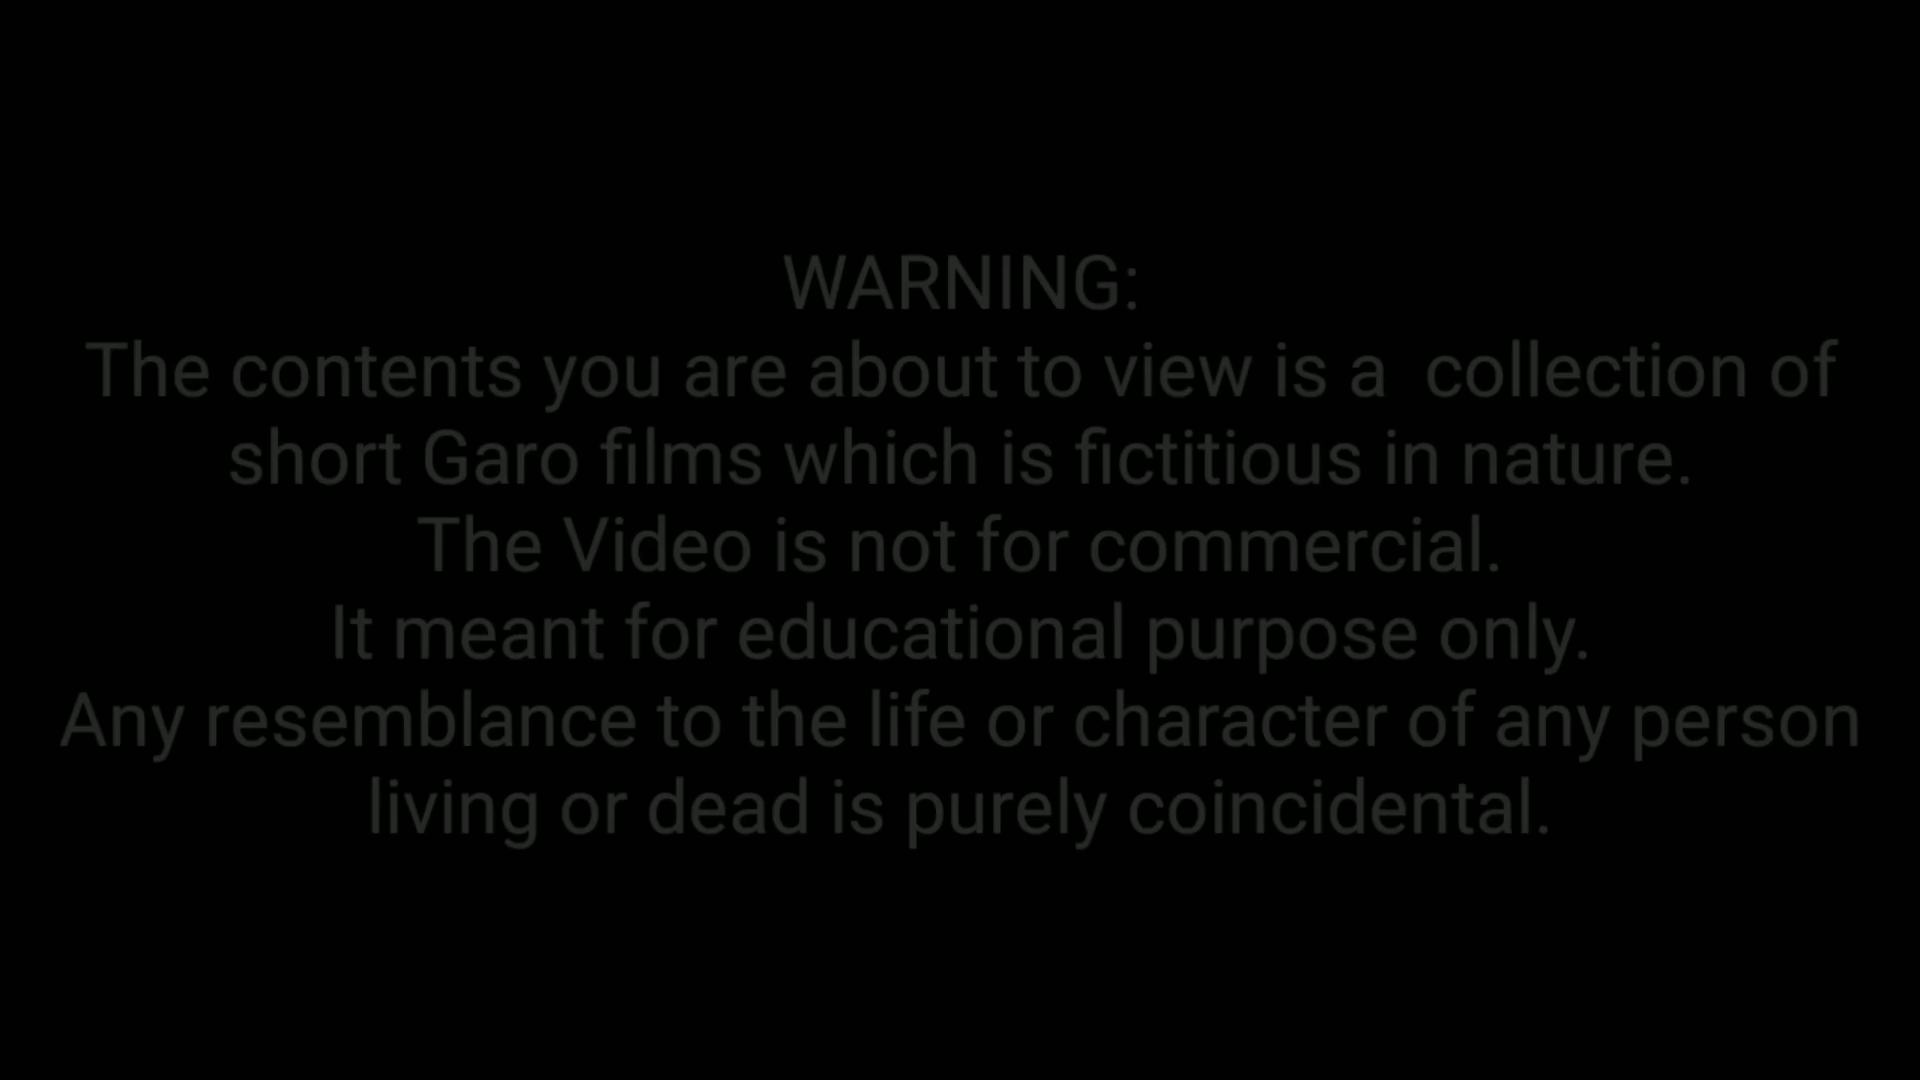 WARNING:
The contents you are about to view is a  collection of
short Garo films which is fictitious in nature.
The Video is not for commercial.
It meant for educational purpose only.
Any resemblance to the life or character of any person
living or dead is purely coincidental.